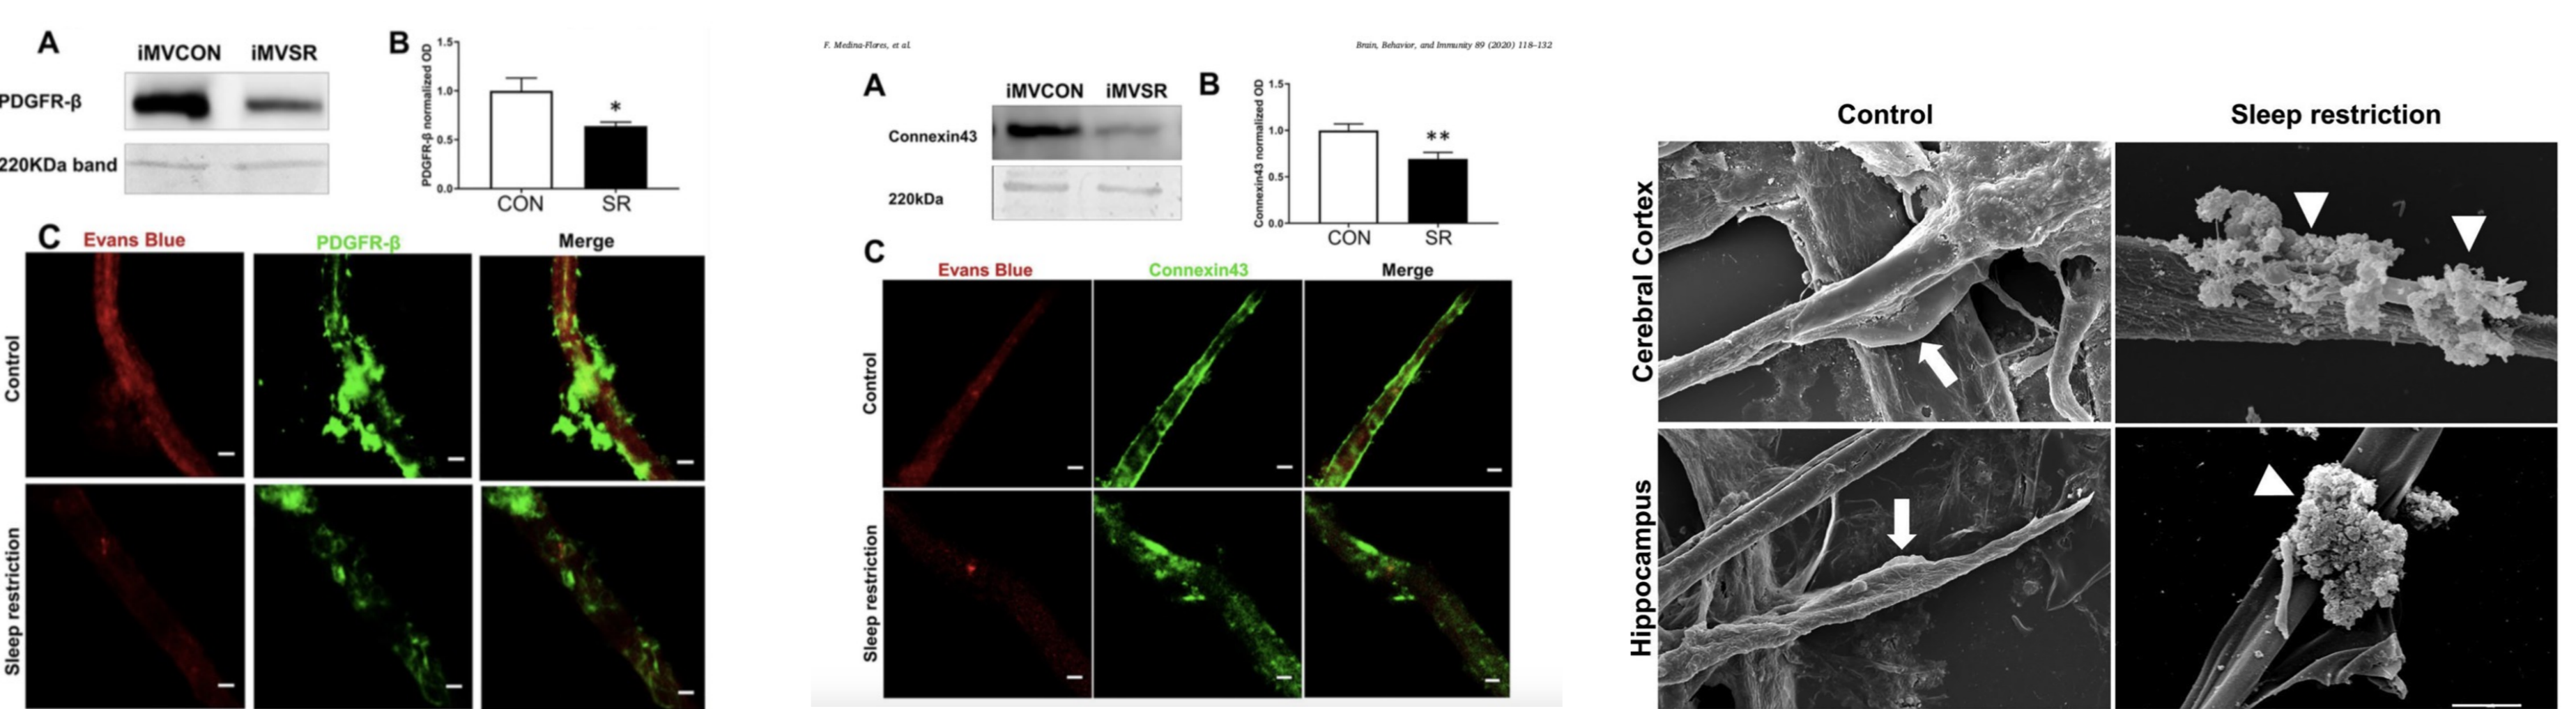 A
iMVCON iMVSR
PDGFR-β
220KDa band
B
PDGFR-β normalized OD
1.5
1.0
0.5
0.0
*
CON SR
C
Evans Blue PDGFR-β Merge
Control
Sleep restriction
F. Medina-Flores, et al.
Brain, Behavior, and Immunity 89 (2020) 118–132
A
iMVCON iMVSR
Connexin43
220kDa
B
Connexin43 normalized OD
1.5
1.0
0.5
0.0
**
CON SR
C
Evans Blue Connexin43 Merge
Control
Sleep restriction
Control Sleep restriction
Cerebral Cortex
Hippocampus